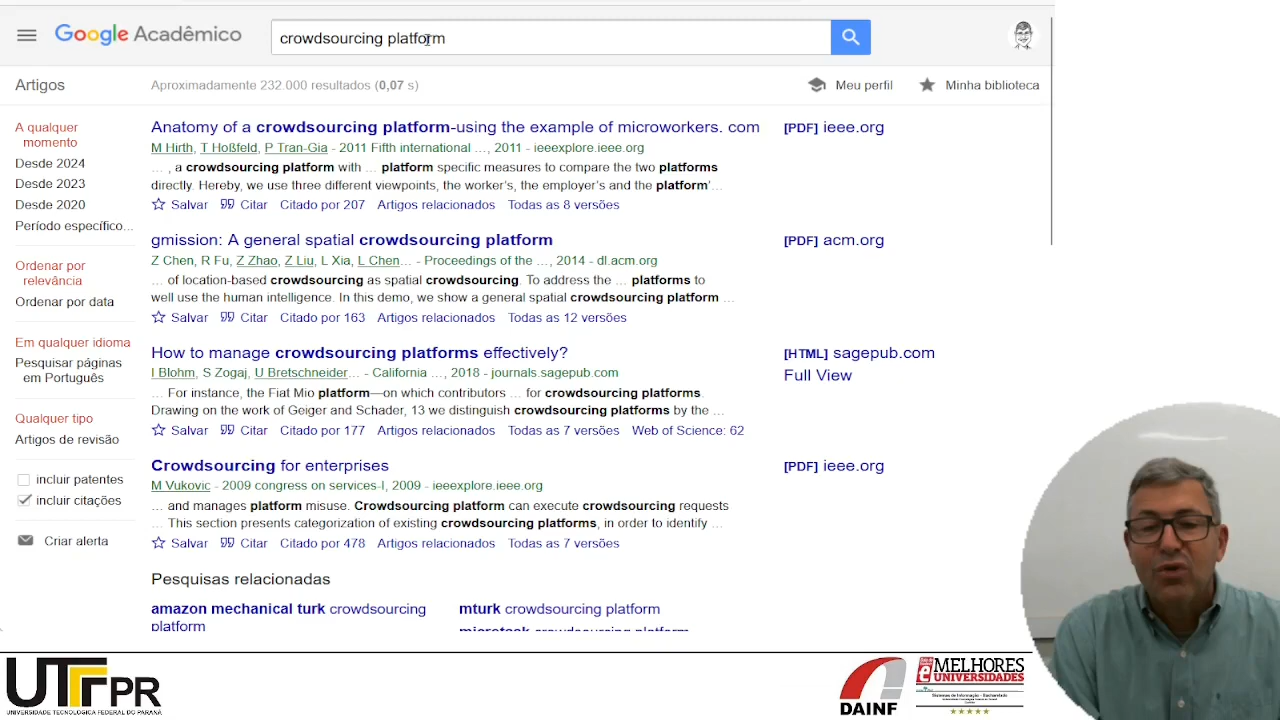 Google Acadêmico
crowdsourcing platform
Artigos
Aproximadamente 232.000 resultados (0,07 s)
Meu perfil
Minha biblioteca
A qualquer
momento
Desde 2024
Desde 2023
Desde 2020
Período específico...
Ordenar por
relevância
Ordenar por data
Em qualquer idioma
Pesquisar páginas
em Português
Qualquer tipo
Artigos de revisão
incluir patentes
incluir citações
Criar alerta
Anatomy of a crowdsourcing platform-using the example of microworkers. com
[PDF] ieee.org
M Hirth, T Hoßfeld, P Tran-Gia - 2011 Fifth international ..., 2011 - ieeexplore.ieee.org
... , a crowdsourcing platform with ... platform specific measures to compare the two platforms
directly. Hereby, we use three different viewpoints, the worker's, the employer's and the platform'...
Salvar Citar Citado por 207 Artigos relacionados Todas as 8 versões
gmission: A general spatial crowdsourcing platform
[PDF] acm.org
Z Chen, R Fu, Z Zhao, Z Liu, L Xia, L Chen... - Proceedings of the ..., 2014 - dl.acm.org
... of location-based crowdsourcing as spatial crowdsourcing. To address the ... platforms to
well use the human intelligence. In this demo, we show a general spatial crowdsourcing platform ...
Salvar Citar Citado por 163 Artigos relacionados Todas as 12 versões
How to manage crowdsourcing platforms effectively?
[HTML] sagepub.com
Full View
I Blohm, S Zogaj, U Bretschneider... - California ..., 2018 - journals.sagepub.com
... For instance, the Fiat Mio platform—on which contributors ... for crowdsourcing platforms.
Drawing on the work of Geiger and Schader, 13 we distinguish crowdsourcing platforms by the ...
Salvar Citar Citado por 177 Artigos relacionados Todas as 7 versões Web of Science: 62
Crowdsourcing for enterprises
[PDF] ieee.org
M Vukovic - 2009 congress on services-I, 2009 - ieeexplore.ieee.org
... and manages platform misuse. Crowdsourcing platform can execute crowdsourcing requests
... This section presents categorization of existing crowdsourcing platforms, in order to identify ...
Salvar Citar Citado por 478 Artigos relacionados Todas as 7 versões
Pesquisas relacionadas
amazon mechanical turk crowdsourcing
platform
mturk crowdsourcing platform
microtask crowdsourcing platform
UTFPR
UNIVERSIDADE TECNOLÓGICA FEDERAL DO PARANÁ
DAINF
MELHORES
UNIVERSIDADES
Sistemas de Informação - Bacharelado